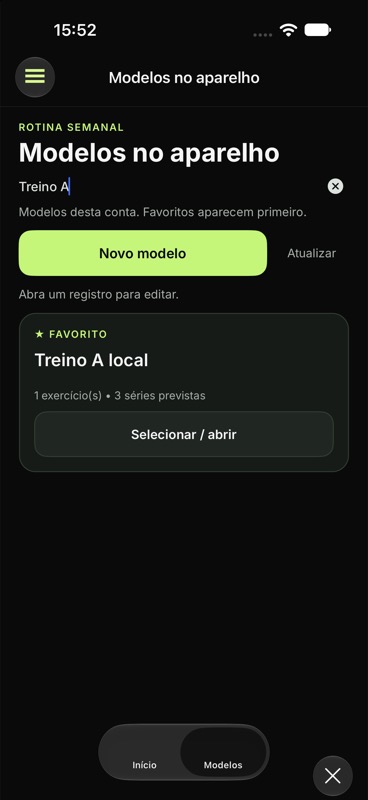 15:52
Modelos no aparelho
ROTINA SEMANAL
Modelos no aparelho
Treino A
Modelos desta conta. Favoritos aparecem primeiro.
Novo modelo
Atualizar
Abra um registro para editar.
★ FAVORITO
Treino A local
1 exercício(s) • 3 séries previstas
Selecionar / abrir
Início
Modelos